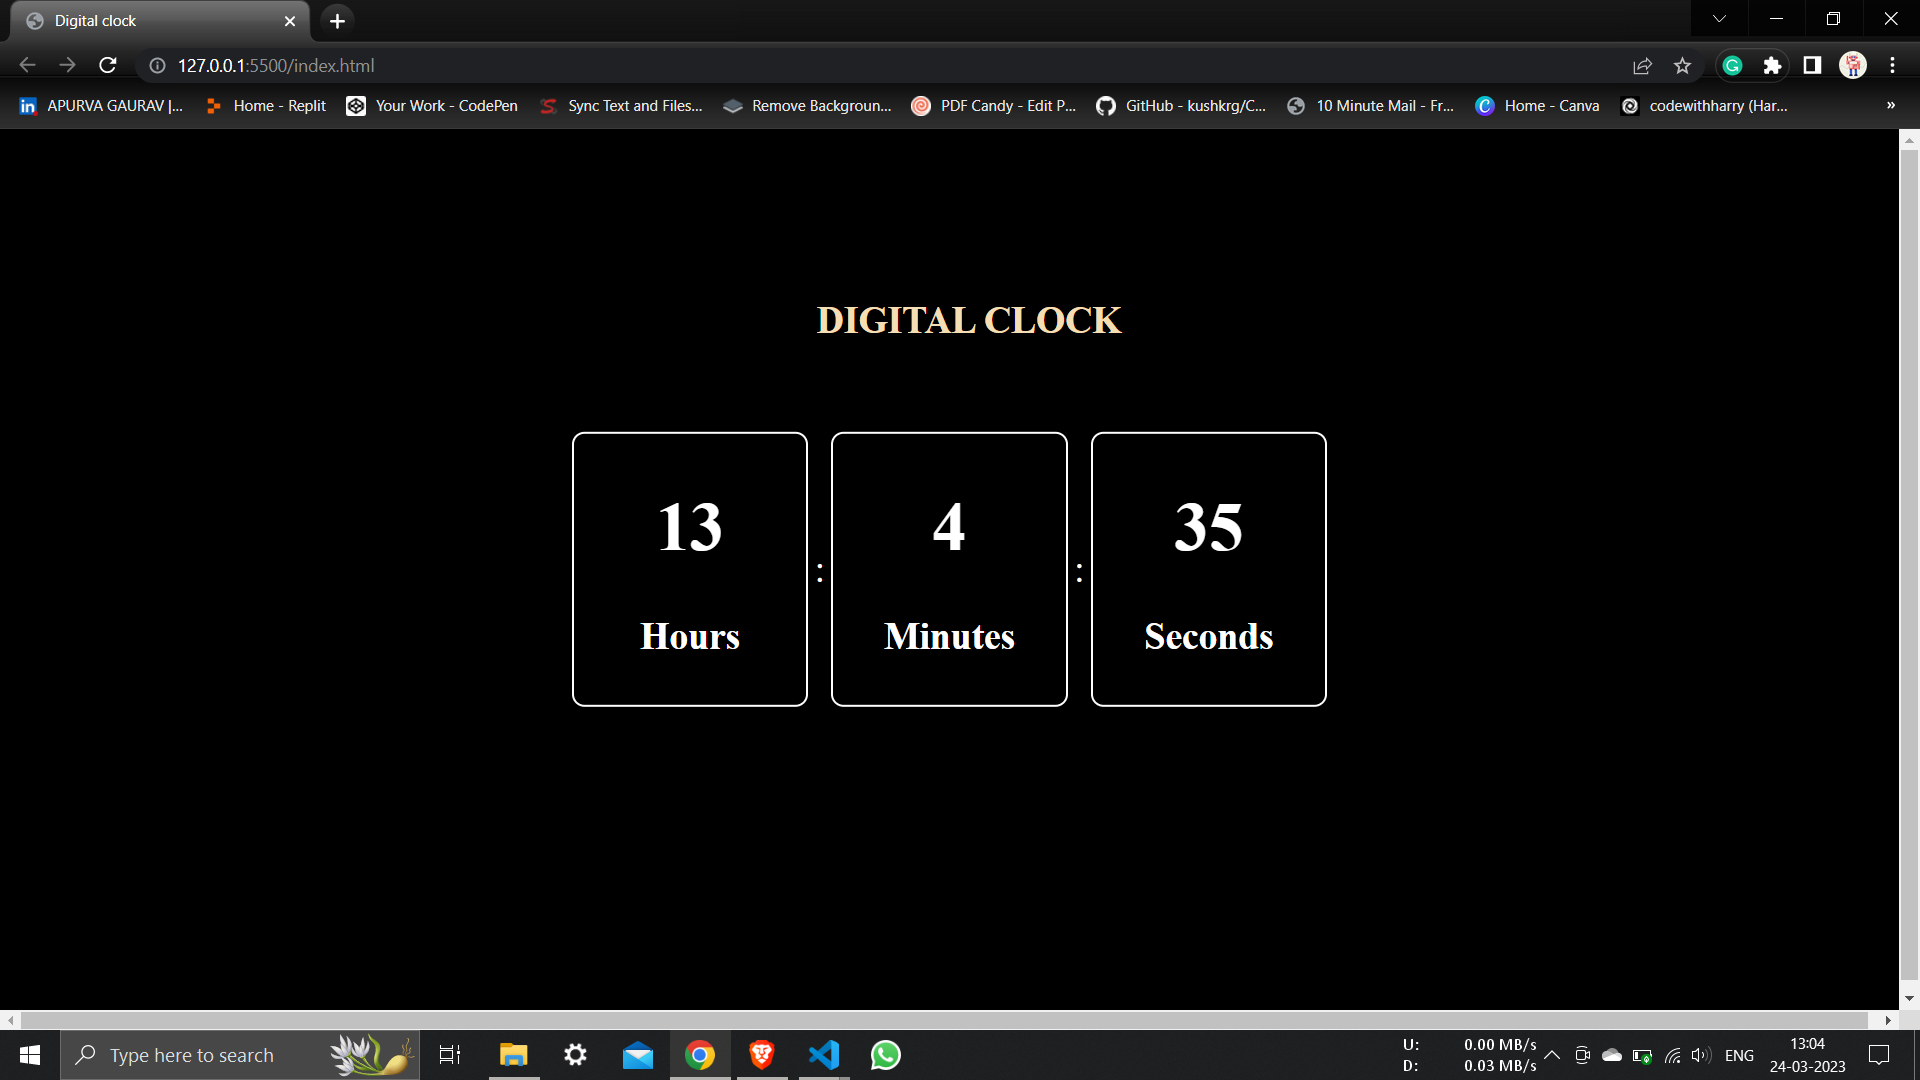 Digital clock
127.0.0.1:5500/index.html
APURVA GAURAV |... Home - Replit Your Work - CodePen Sync Text and Files... Remove Backgroun... PDF Candy - Edit P... GitHub - kushkrg/C... 10 Minute Mail - Fr... Home - Canva codewithharry (Har... »
DIGITAL CLOCK
13 : 4 : 35
Hours Minutes Seconds
Type here to search
U: 0.00 MB/s
D: 0.03 MB/s
ENG
13:04
24-03-2023